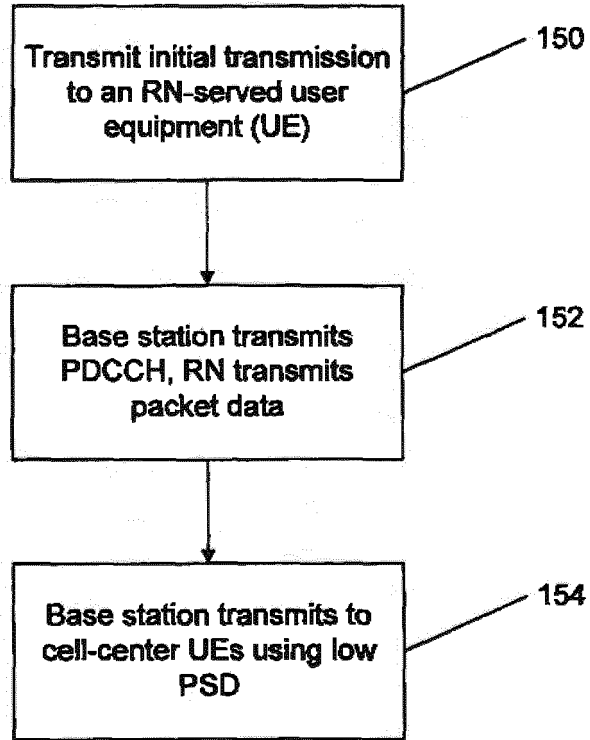 Transmit initial transmission
to an RN-served user
equipment (UE)
150
Base station transmits
PDCCH, RN transmits
packet data
152
Base station transmits to
cell-center UEs using low
PSD
154